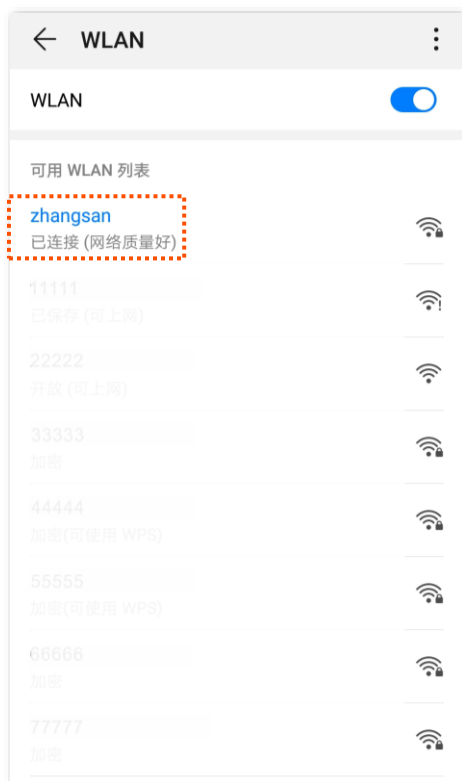 WLAN
WLAN
可用 WLAN 列表
zhangsan
已连接 (网络质量好)
11111
已保存 (可上网)
22222
开放 (可上网)
33333
加密
44444
加密(可使用 WPS)
55555
加密(可使用 WPS)
66666
加密
77777
加密